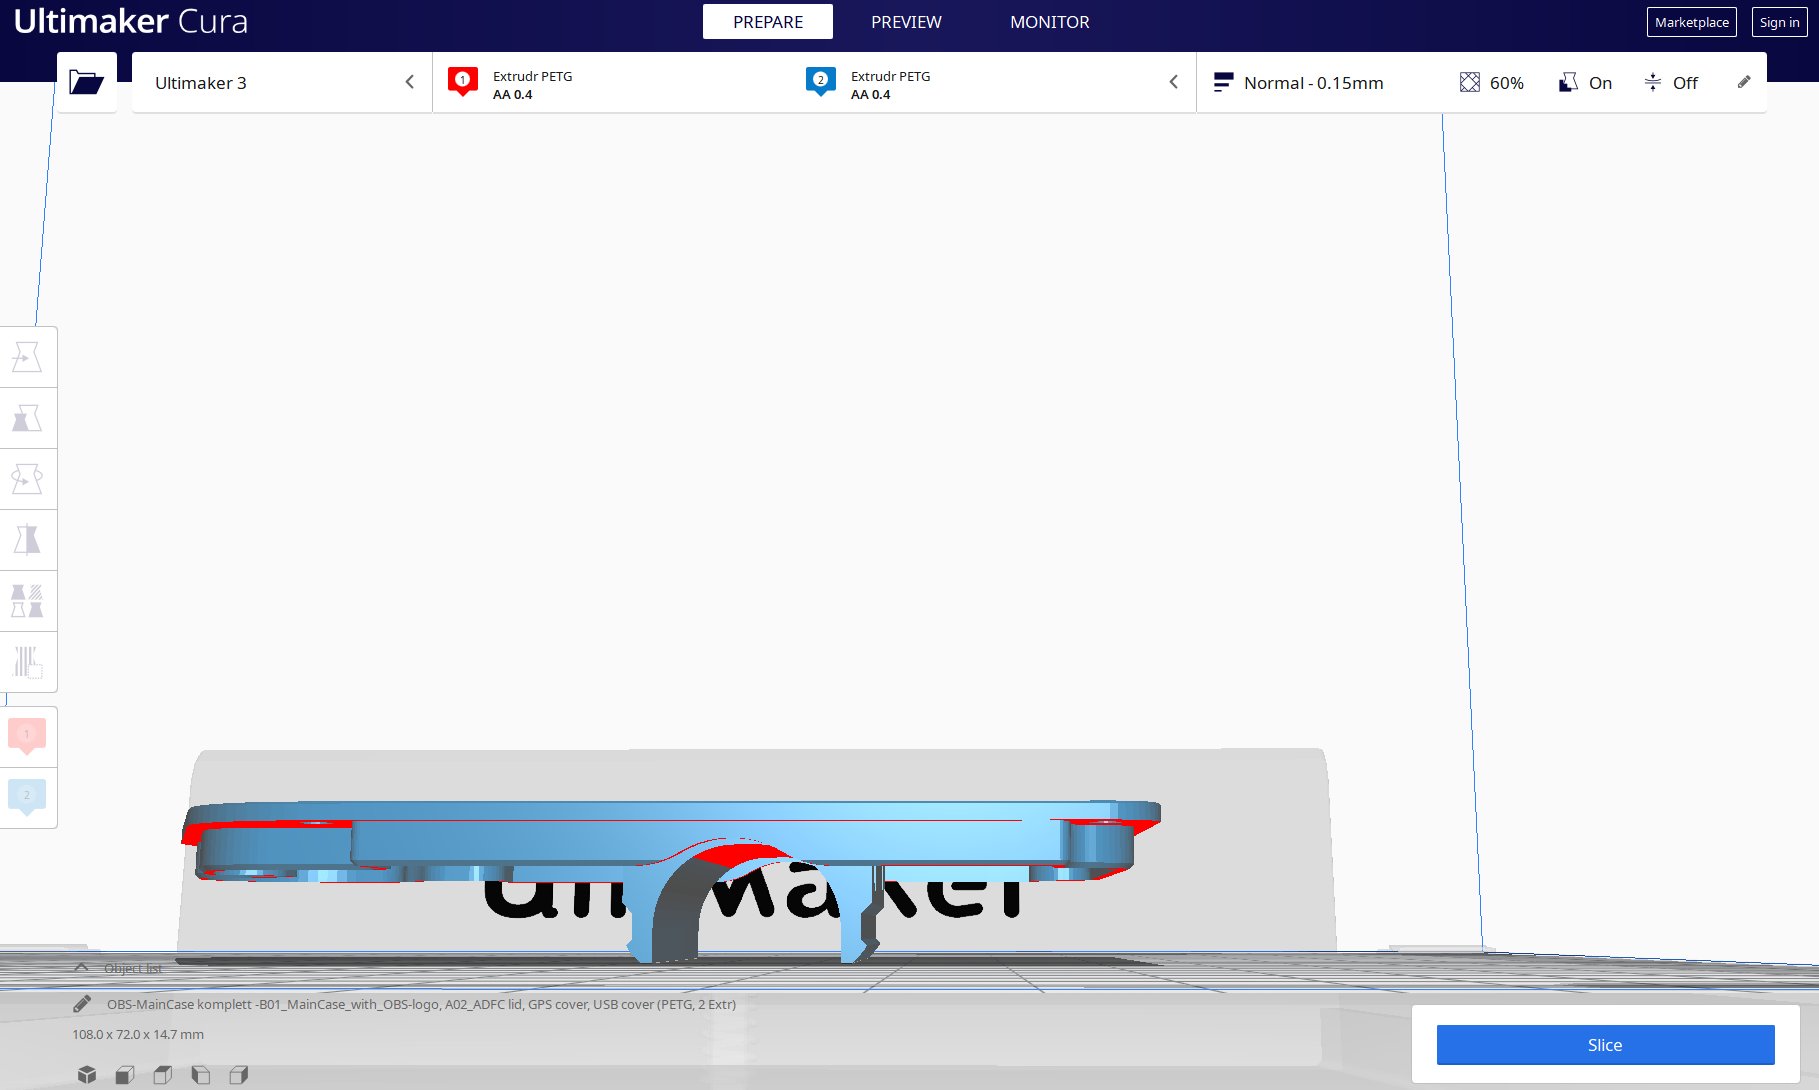 Ultimaker Cura
PREPARE
PREVIEW
MONITOR
Marketplace
Sign in
Ultimaker 3
1
Extrudr PETG
AA 0.4
2
Extrudr PETG
AA 0.4
Normal - 0.15mm
60%
On
Off
1
2
Object list
OBS-MainCase komplett -B01_MainCase_with_OBS-logo, A02_ADFC lid, GPS cover, USB cover (PETG, 2 Extr)
108.0 x 72.0 x 14.7 mm
Slice